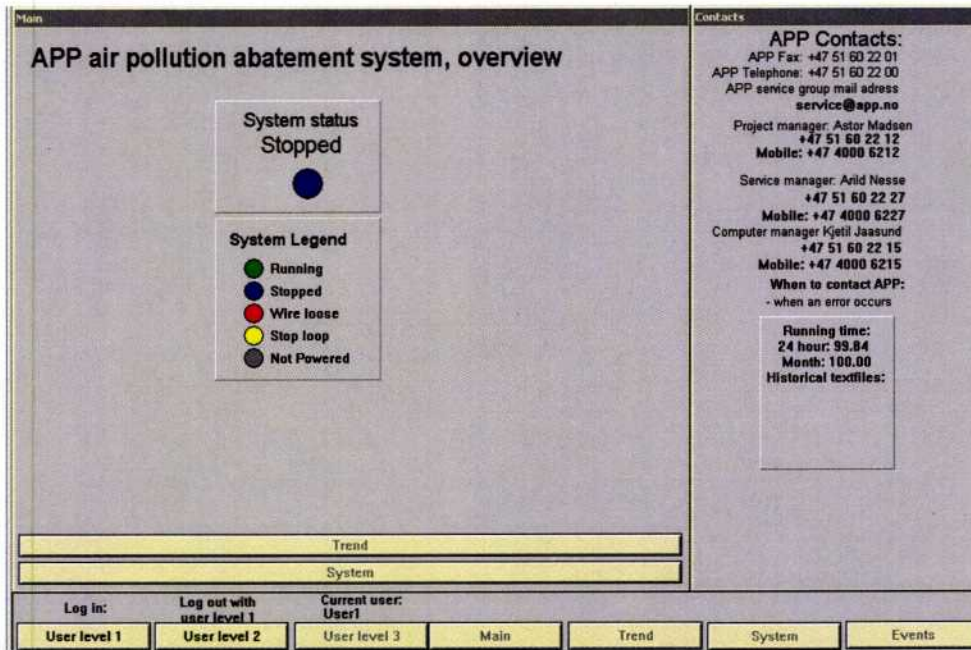 Main
APP air pollution abatement system, overview
System status
Stopped
System Legend
Running
Stopped
Wire loose
Stop loop
Not Powered
Trend
System
Contacts
APP Contacts:
APP Fax: +47 51 60 22 01
APP Telephone: +47 51 60 22 00
APP service group mail adress
service@app.no
Project manager: Astor Madsen
+47 51 60 22 12
Mobile: +47 4000 6212
Service manager: Arild Nesse
+47 51 60 22 27
Mobile: +47 4000 6227
Computer manager Kjetil Jaasund
+47 51 60 22 15
Mobile: +47 4000 6215
When to contact APP:
- when an error occurs
Running time:
24 hour: 99.84
Month: 100.00
Historical textfiles:
Log in:
Log out with
user level 1
Current user:
User1
User level 1
User level 2
User level 3
Main
Trend
System
Events